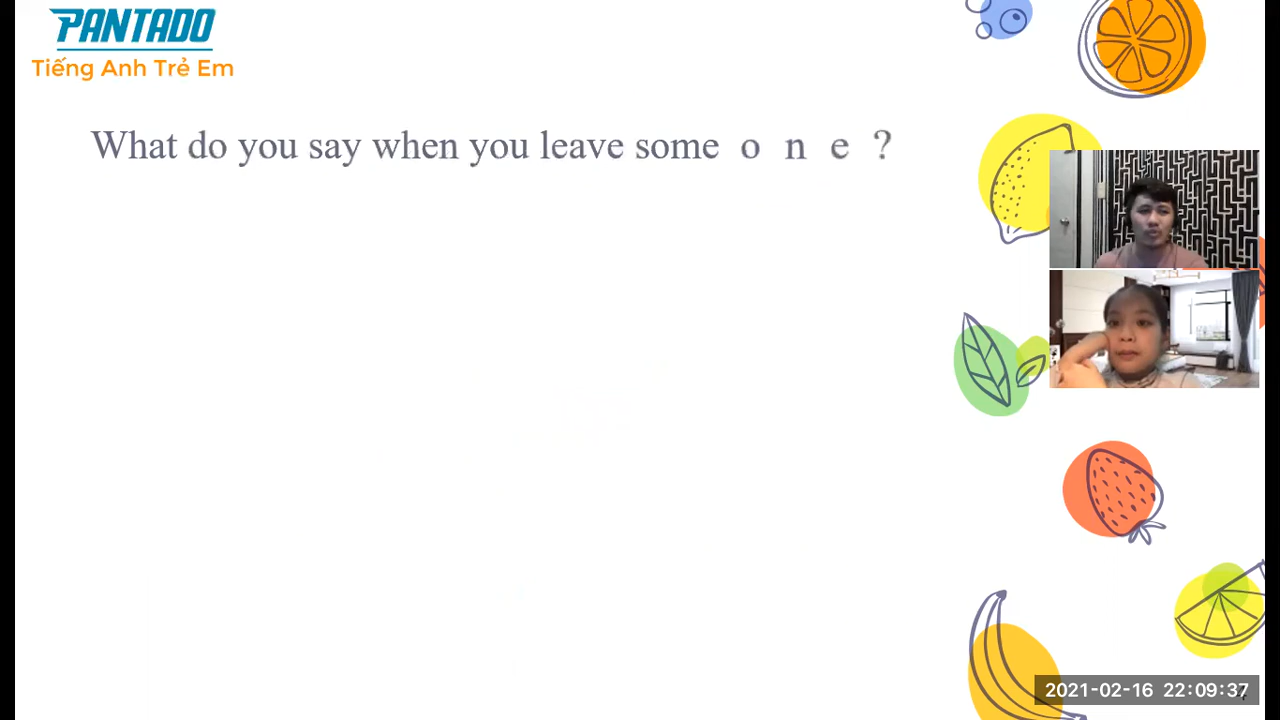 PANTADO
Tiếng Anh Trẻ Em
What do you say when you leave some o n e ?
2021-02-16 22:09:37